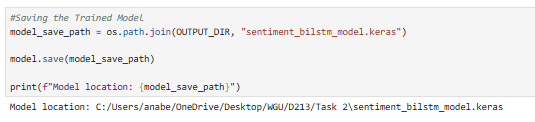 #Saving the Trained Model
model_save_path = os.path.join(OUTPUT_DIR, "sentiment_bilstm_model.keras")
model.save(model_save_path)
print(f"Model location: {model_save_path}")
Model location: C:/Users/anabe/OneDrive/Desktop/WGU/D213/Task 2\sentiment_bilstm_model.keras